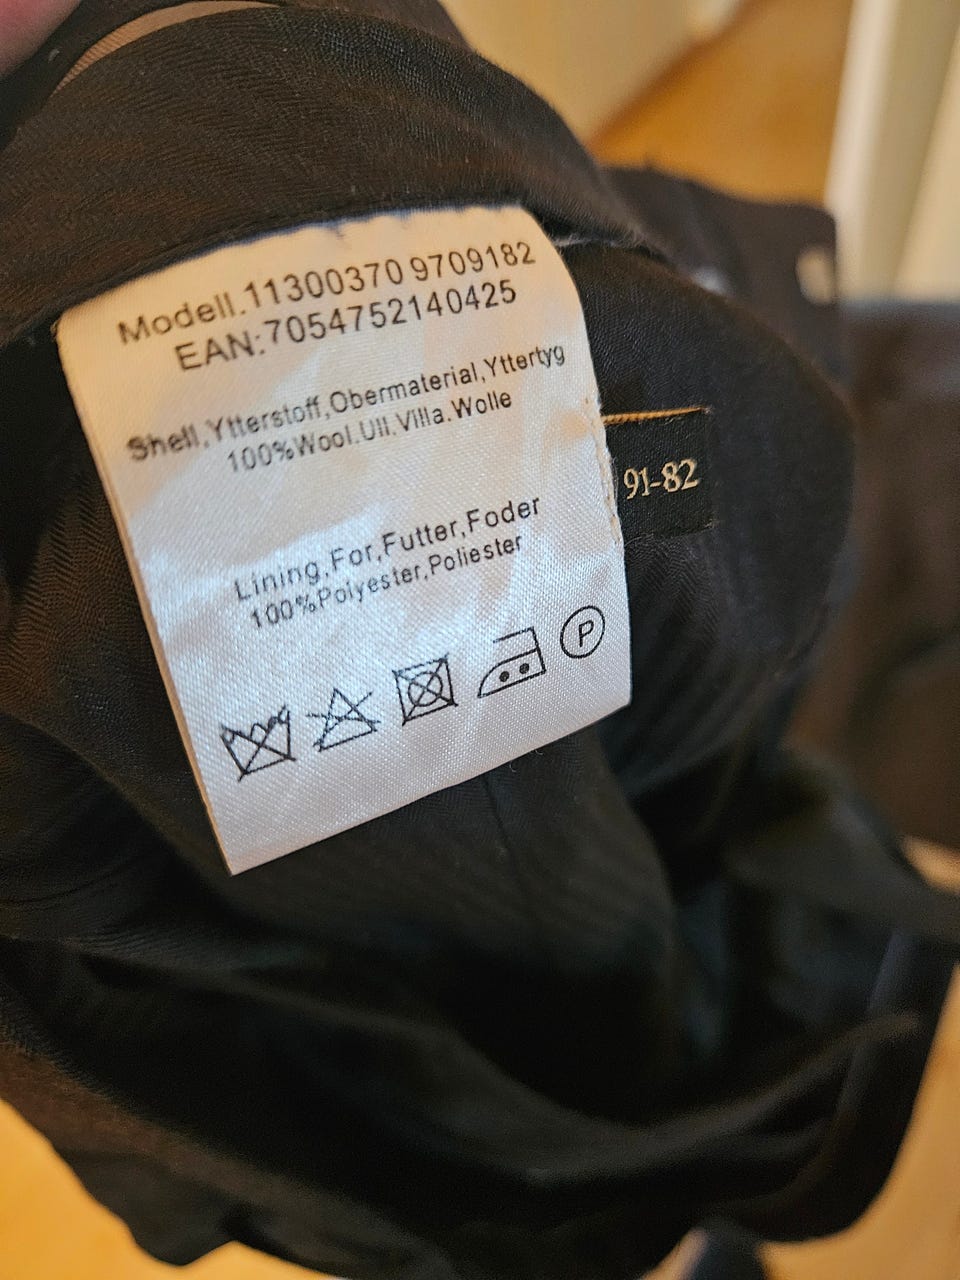 Modell.11300370 9709182
EAN:7054752140425
Shell,Ytterstoff,Obermaterial,Yttertyg
100%Wool.Ull.Villa.Wolle
91-82
Lining,For,Futter,Foder
100%Polyester,Poliester
P